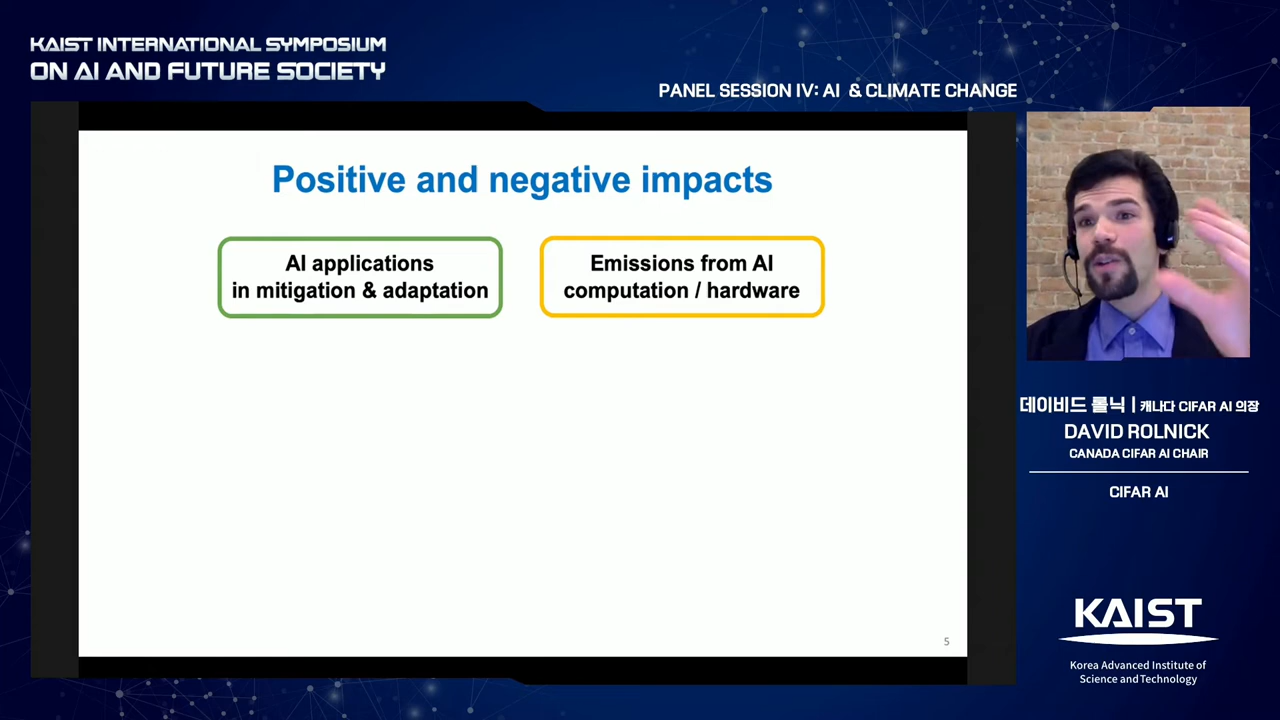 KAIST INTERNATIONAL SYMPOSIUM
ON AI AND FUTURE SOCIETY
PANEL SESSION IV: AI & CLIMATE CHANGE
Positive and negative impacts
AI applications
in mitigation & adaptation
Emissions from AI
computation / hardware
5
데이비드 롤닉 | 캐나다 CIFAR AI 의장
DAVID ROLNICK
CANADA CIFAR AI CHAIR
CIFAR AI
KAIST
Korea Advanced Institute of
Science and Technology